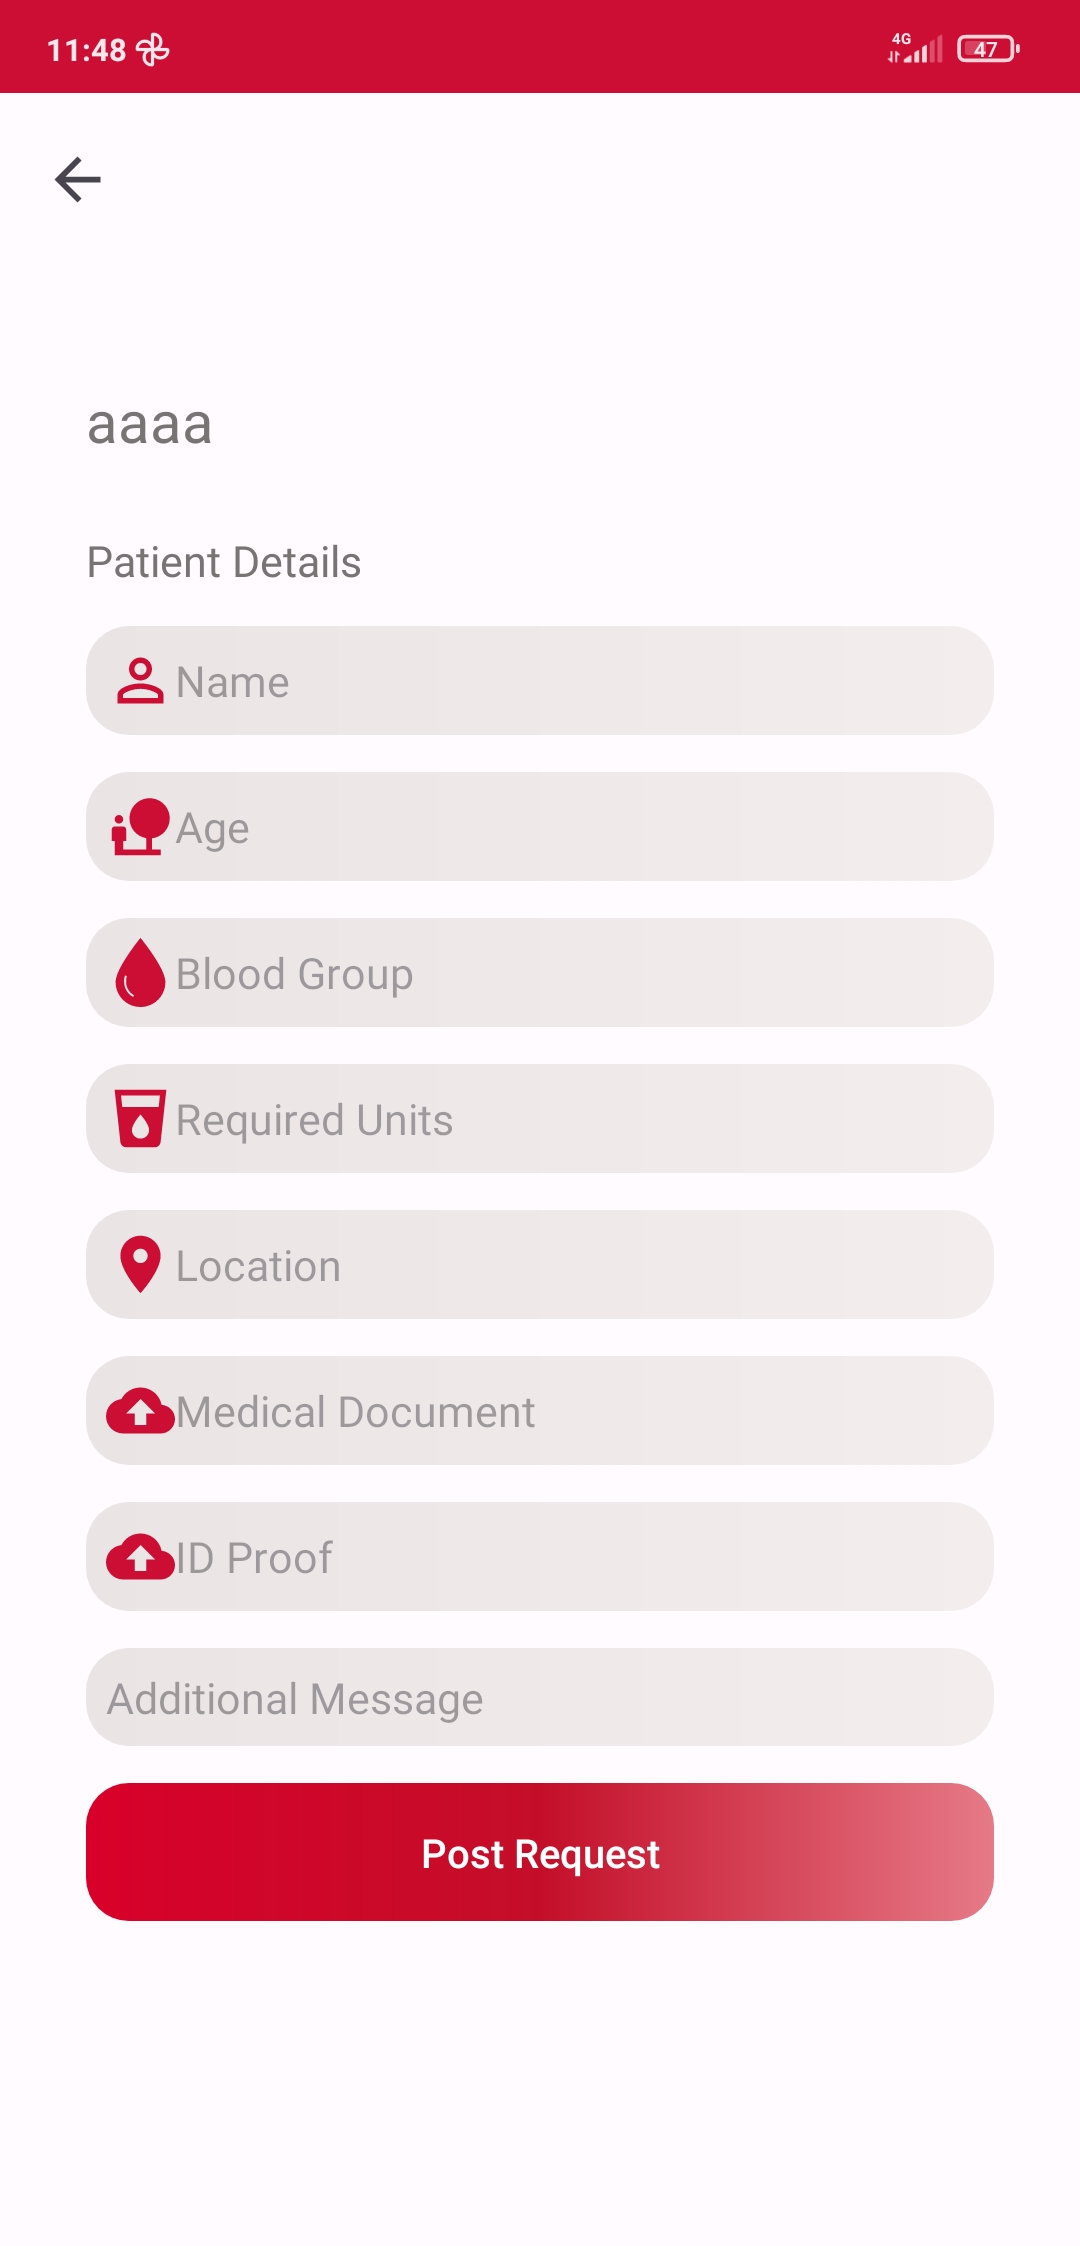 11:48
4G
47
aaaa
Patient Details
Name
Age
Blood Group
Required Units
Location
Medical Document
ID Proof
Additional Message
Post Request